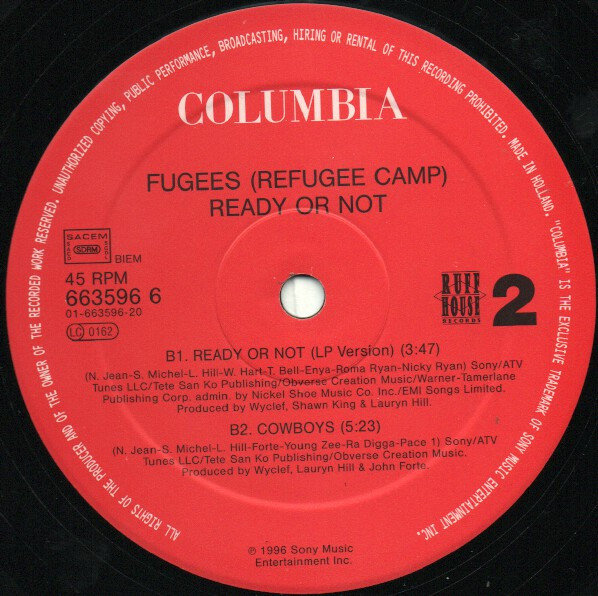 ALL RIGHTS OF THE PRODUCER AND OF THE OWNER OF THE RECORDED WORK RESERVED. UNAUTHORIZED COPYING, PUBLIC PERFORMANCE, BROADCASTING, HIRING OR RENTAL OF THIS RECORDING PROHIBITED. MADE IN HOLLAND. "COLUMBIA" IS THE EXCLUSIVE TRADEMARK OF SONY MUSIC ENTERTAINMENT INC.
COLUMBIA
FUGEES (REFUGEE CAMP)
READY OR NOT
SACEM
SDRM
BIEM
45 RPM
663596 6
01-663596-20
LC 0162
RUFF
HOUSE
RECORDS
2
B1. READY OR NOT (LP Version) (3:47)
(N. Jean-S. Michel-L. Hill-W. Hart-T. Bell-Enya-Roma Ryan-Nicky Ryan) Sony/ATV
Tunes LLC/Tete San Ko Publishing/Obverse Creation Music/Warner-Tamerlane
Publishing Corp. admin. by Nickel Shoe Music Co. Inc./EMI Songs Limited.
Produced by Wyclef, Shawn King & Lauryn Hill.
B2. COWBOYS (5:23)
(N. Jean-S. Michel-L. Hill-Forte-Young Zee-Ra Digga-Pace 1) Sony/ATV
Tunes LLC/Tete San Ko Publishing/Obverse Creation Music.
Produced by Wyclef, Lauryn Hill & John Forte.
℗ 1996 Sony Music
Entertainment Inc.